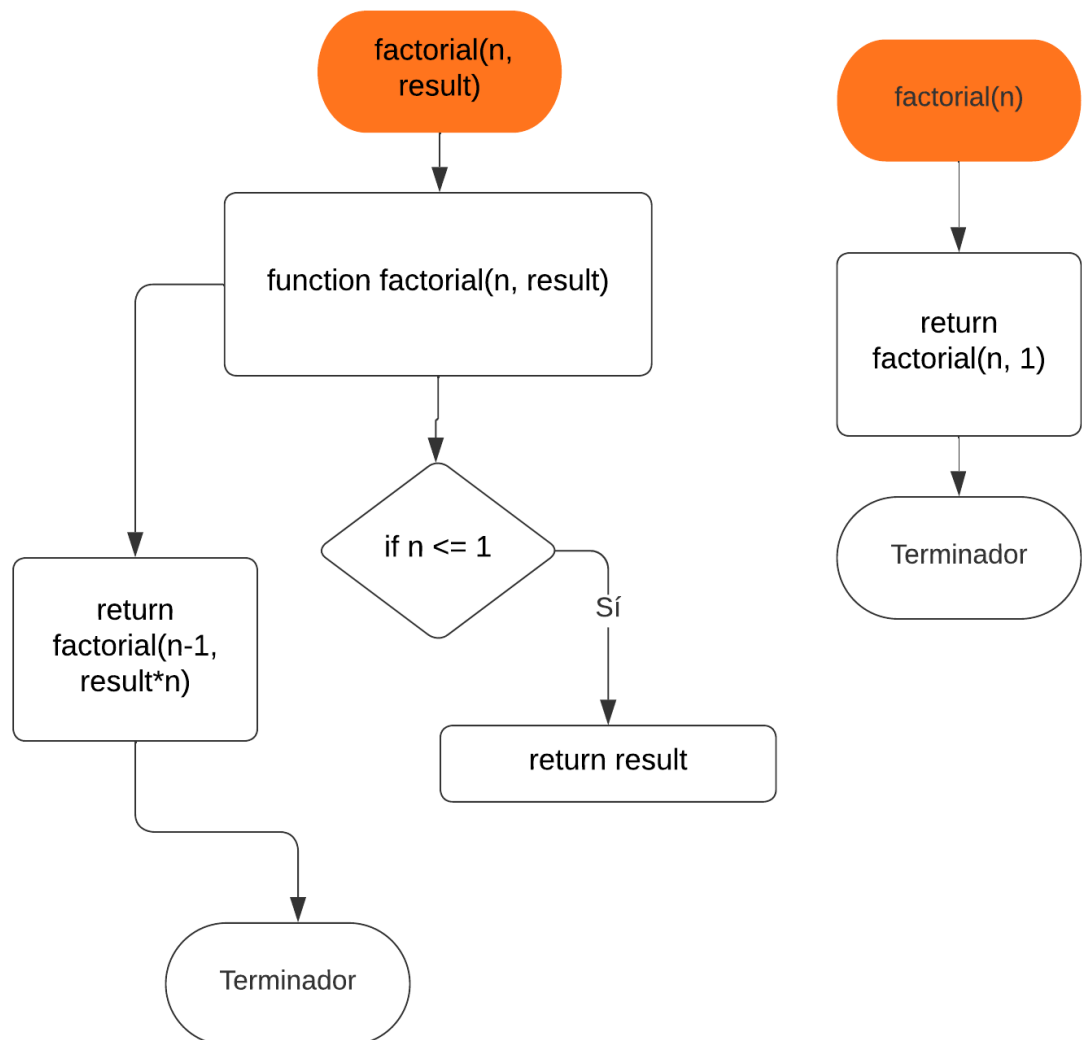 factorial(n,
result)
function factorial(n, result)
if n <= 1
Sí
return result
return
factorial(n-1,
result*n)
Terminador
factorial(n)
return
factorial(n, 1)
Terminador